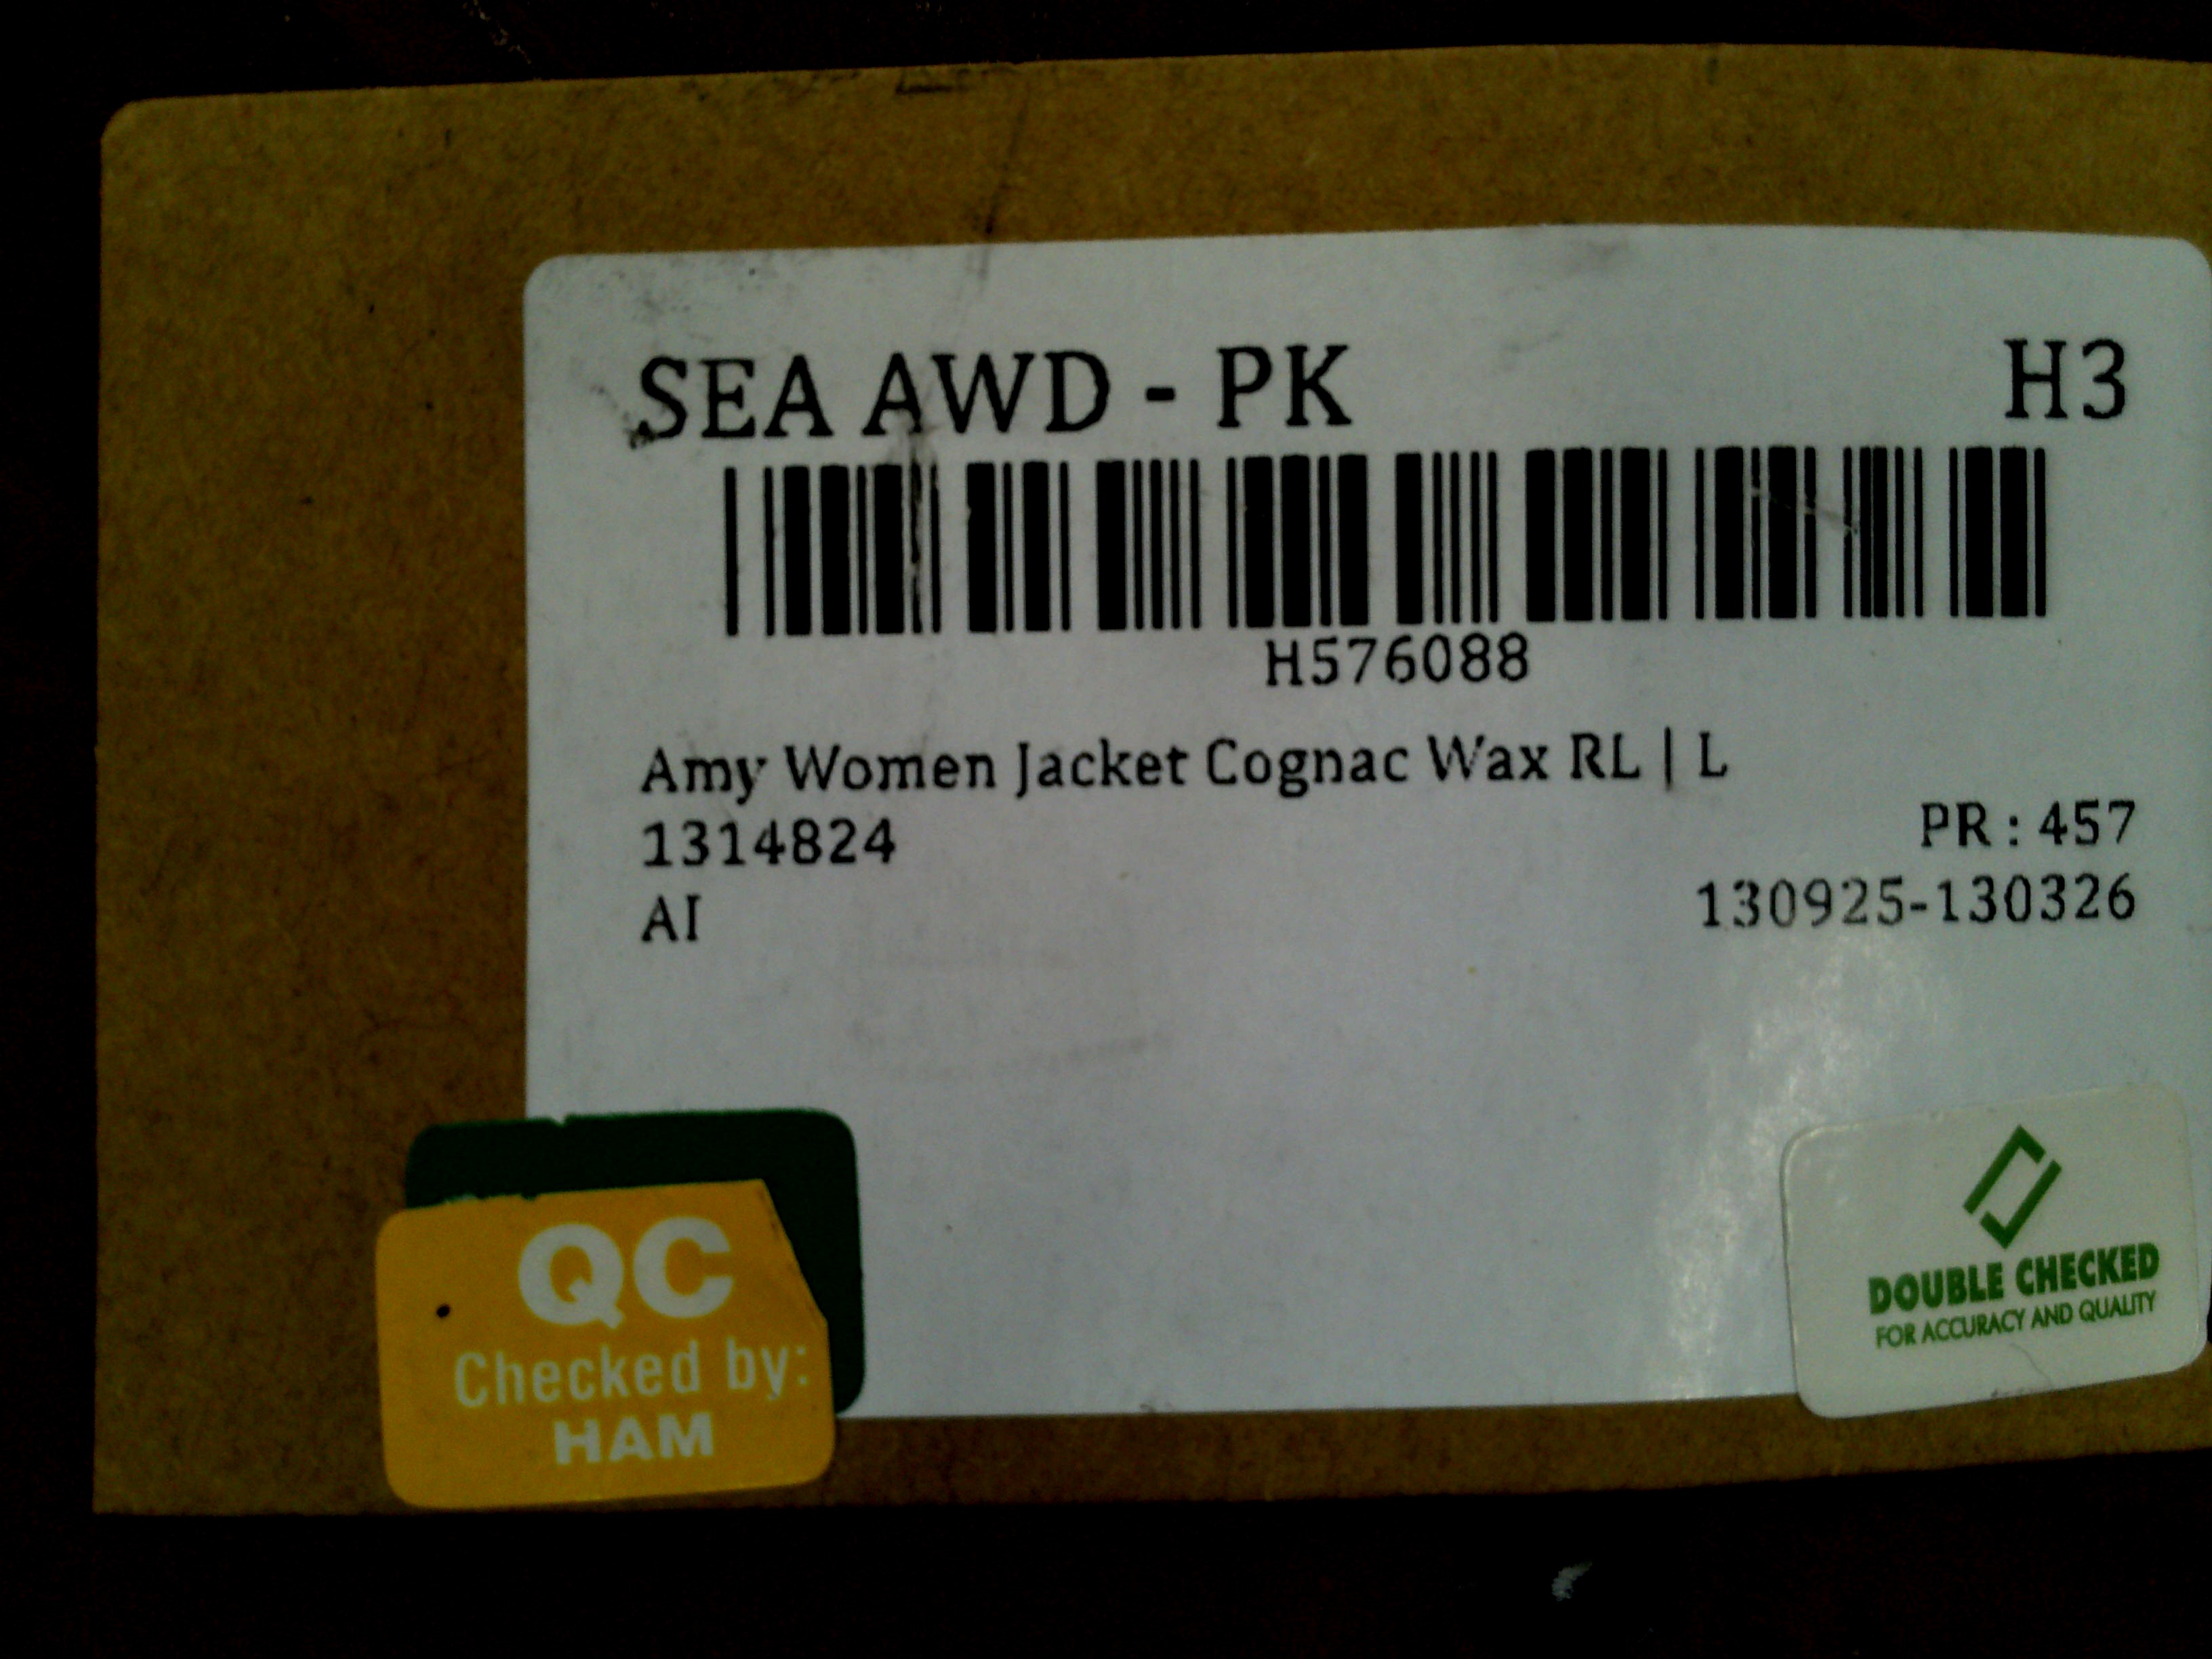 SEA AWD - PK H3
H576088
Amy Women Jacket Cognac Wax RL | L
1314824 PR : 457
AI 130925-130326
QC
Checked by:
HAM
DOUBLE CHECKED
FOR ACCURACY AND QUALITY